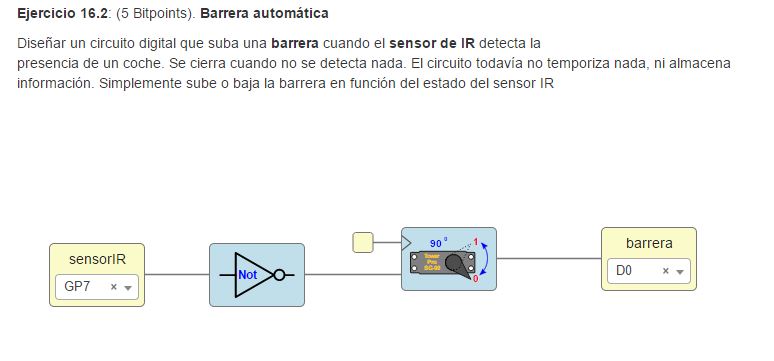 Ejercicio 16.2: (5 Bitpoints). Barrera automática
Diseñar un circuito digital que suba una barrera cuando el sensor de IR detecta la
presencia de un coche. Se cierra cuando no se detecta nada. El circuito todavía no temporiza nada, ni almacena
información. Simplemente sube o baja la barrera en función del estado del sensor IR
sensorIR
GP7 ×
Not
90 º
1
Tower
Pro
SG-90
0
barrera
D0 ×